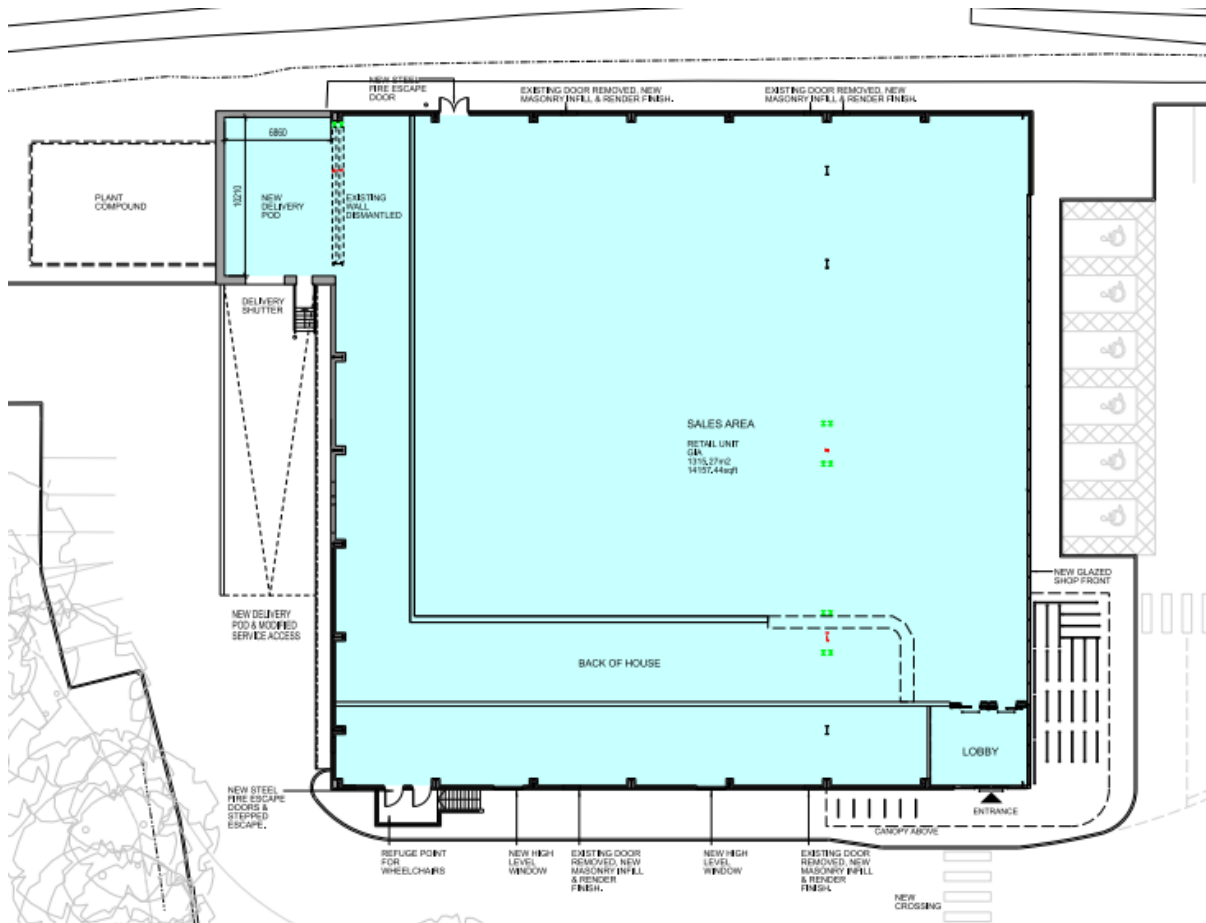 NEW STEEL
FIRE ESCAPE
DOOR
EXISTING DOOR REMOVED, NEW
MASONRY INFILL & RENDER FINISH.
EXISTING DOOR REMOVED, NEW
MASONRY INFILL & RENDER FINISH.
6860
10210
PLANT
COMPOUND
NEW
DELIVERY
POD
EXISTING
WALL
DISMANTLED
DELIVERY
SHUTTER
SALES AREA
RETAIL UNIT
GIA
1315.27m2
14157.44sqft
NEW GLAZED
SHOP FRONT
NEW DELIVERY
POD & MODIFIED
SERVICE ACCESS
BACK OF HOUSE
LOBBY
NEW STEEL
FIRE ESCAPE
DOORS &
STEPPED
ESCAPE.
ENTRANCE
CANOPY ABOVE
REFUGE POINT
FOR
WHEELCHAIRS
NEW HIGH
LEVEL
WINDOW
EXISTING DOOR
REMOVED, NEW
MASONRY INFILL
& RENDER
FINISH.
NEW HIGH
LEVEL
WINDOW
EXISTING DOOR
REMOVED, NEW
MASONRY INFILL
& RENDER
FINISH.
NEW
CROSSING